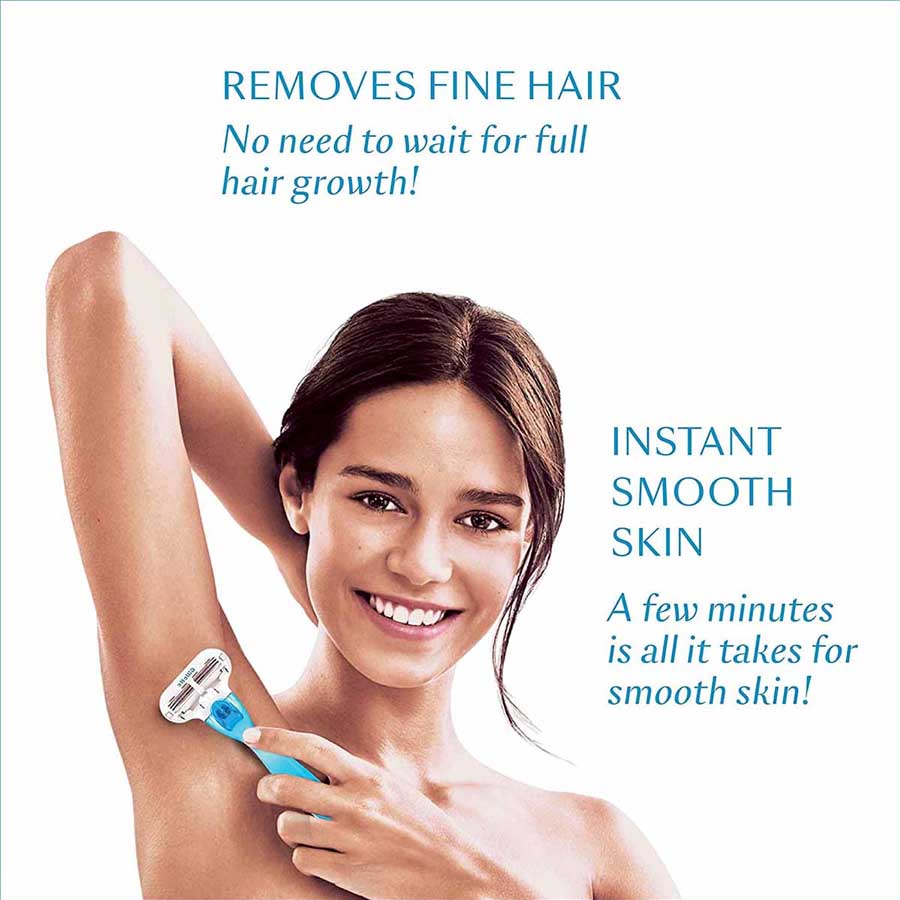 REMOVES FINE HAIR
No need to wait for full
hair growth!
INSTANT
SMOOTH
SKIN
A few minutes
is all it takes for
smooth skin!
Gillette